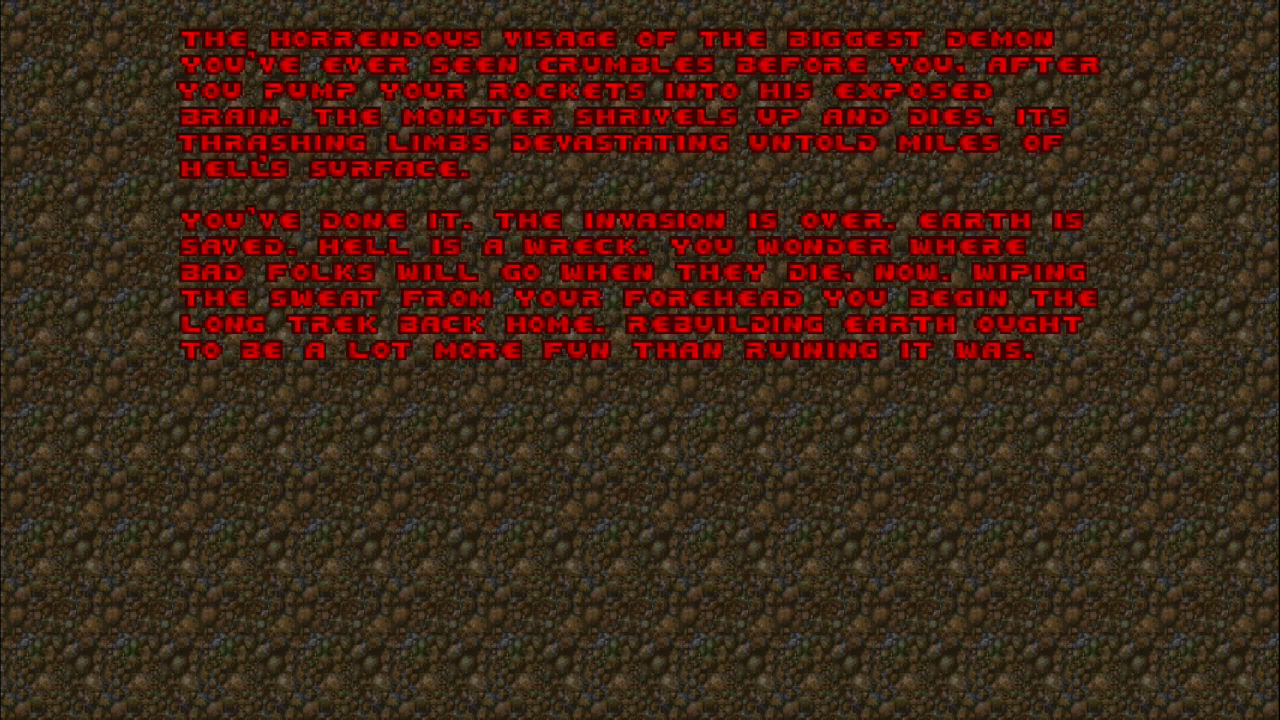 THE HORRENDOUS VISAGE OF THE BIGGEST DEMON
YOU'VE EVER SEEN CRUMBLES BEFORE YOU, AFTER
YOU PUMP YOUR ROCKETS INTO HIS EXPOSED
BRAIN. THE MONSTER SHRIVELS UP AND DIES, ITS
THRASHING LIMBS DEVASTATING UNTOLD MILES OF
HELL'S SURFACE.
YOU'VE DONE IT. THE INVASION IS OVER. EARTH IS
SAVED. HELL IS A WRECK. YOU WONDER WHERE
BAD FOLKS WILL GO WHEN THEY DIE, NOW. WIPING
THE SWEAT FROM YOUR FOREHEAD YOU BEGIN THE
LONG TREK BACK HOME. REBUILDING EARTH OUGHT
TO BE A LOT MORE FUN THAN RUINING IT WAS.